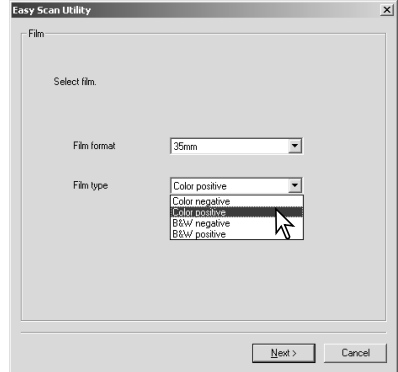 Easy Scan Utility
Film
Select film.
Film format 35mm
Film type Color positive
Color negative
Color positive
B&W negative
B&W positive
Next > Cancel